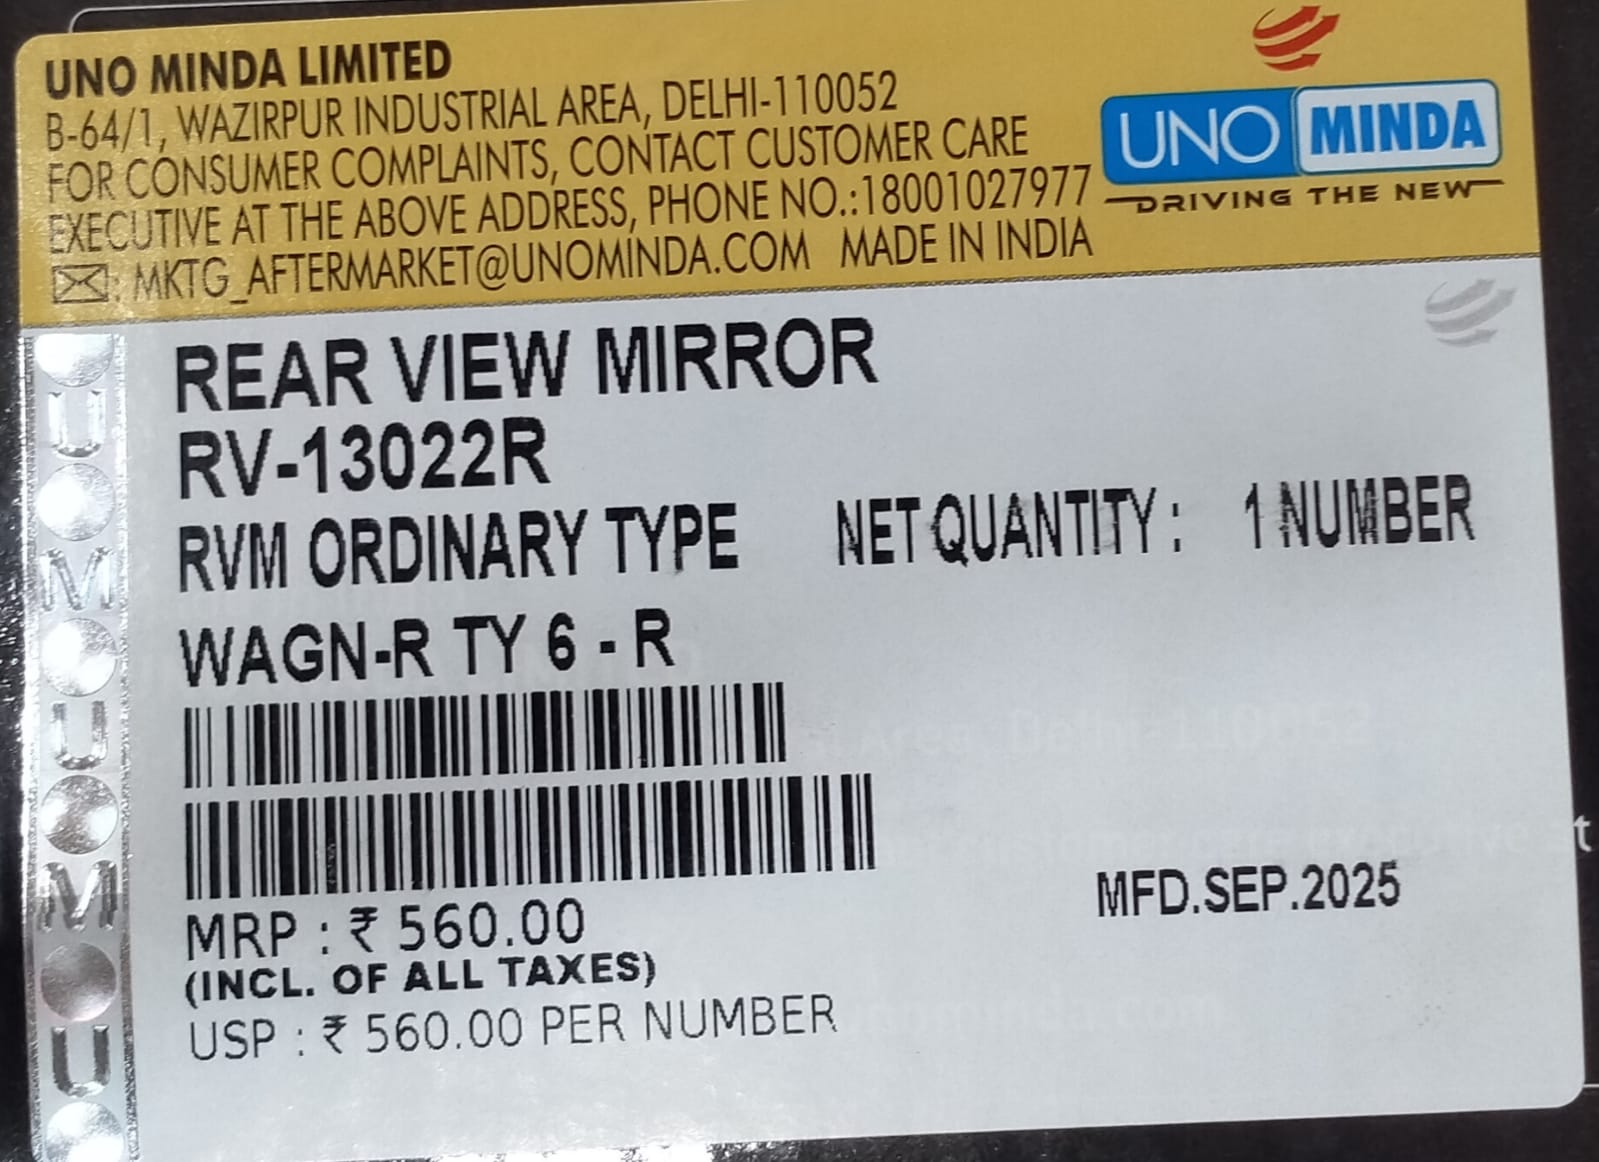 UNO MINDA LIMITED
B-64/1, WAZIRPUR INDUSTRIAL AREA, DELHI-110052
FOR CONSUMER COMPLAINTS, CONTACT CUSTOMER CARE
EXECUTIVE AT THE ABOVE ADDRESS, PHONE NO.:18001027977
: MKTG_AFTERMARKET@UNOMINDA.COM MADE IN INDIA
UNO MINDA
DRIVING THE NEW
REAR VIEW MIRROR
RV-13022R
RVM ORDINARY TYPE NET QUANTITY : 1 NUMBER
WAGN-R TY 6 - R
MFD.SEP.2025
MRP : ₹ 560.00
(INCL. OF ALL TAXES)
USP : ₹ 560.00 PER NUMBER
U
M
U
M
U